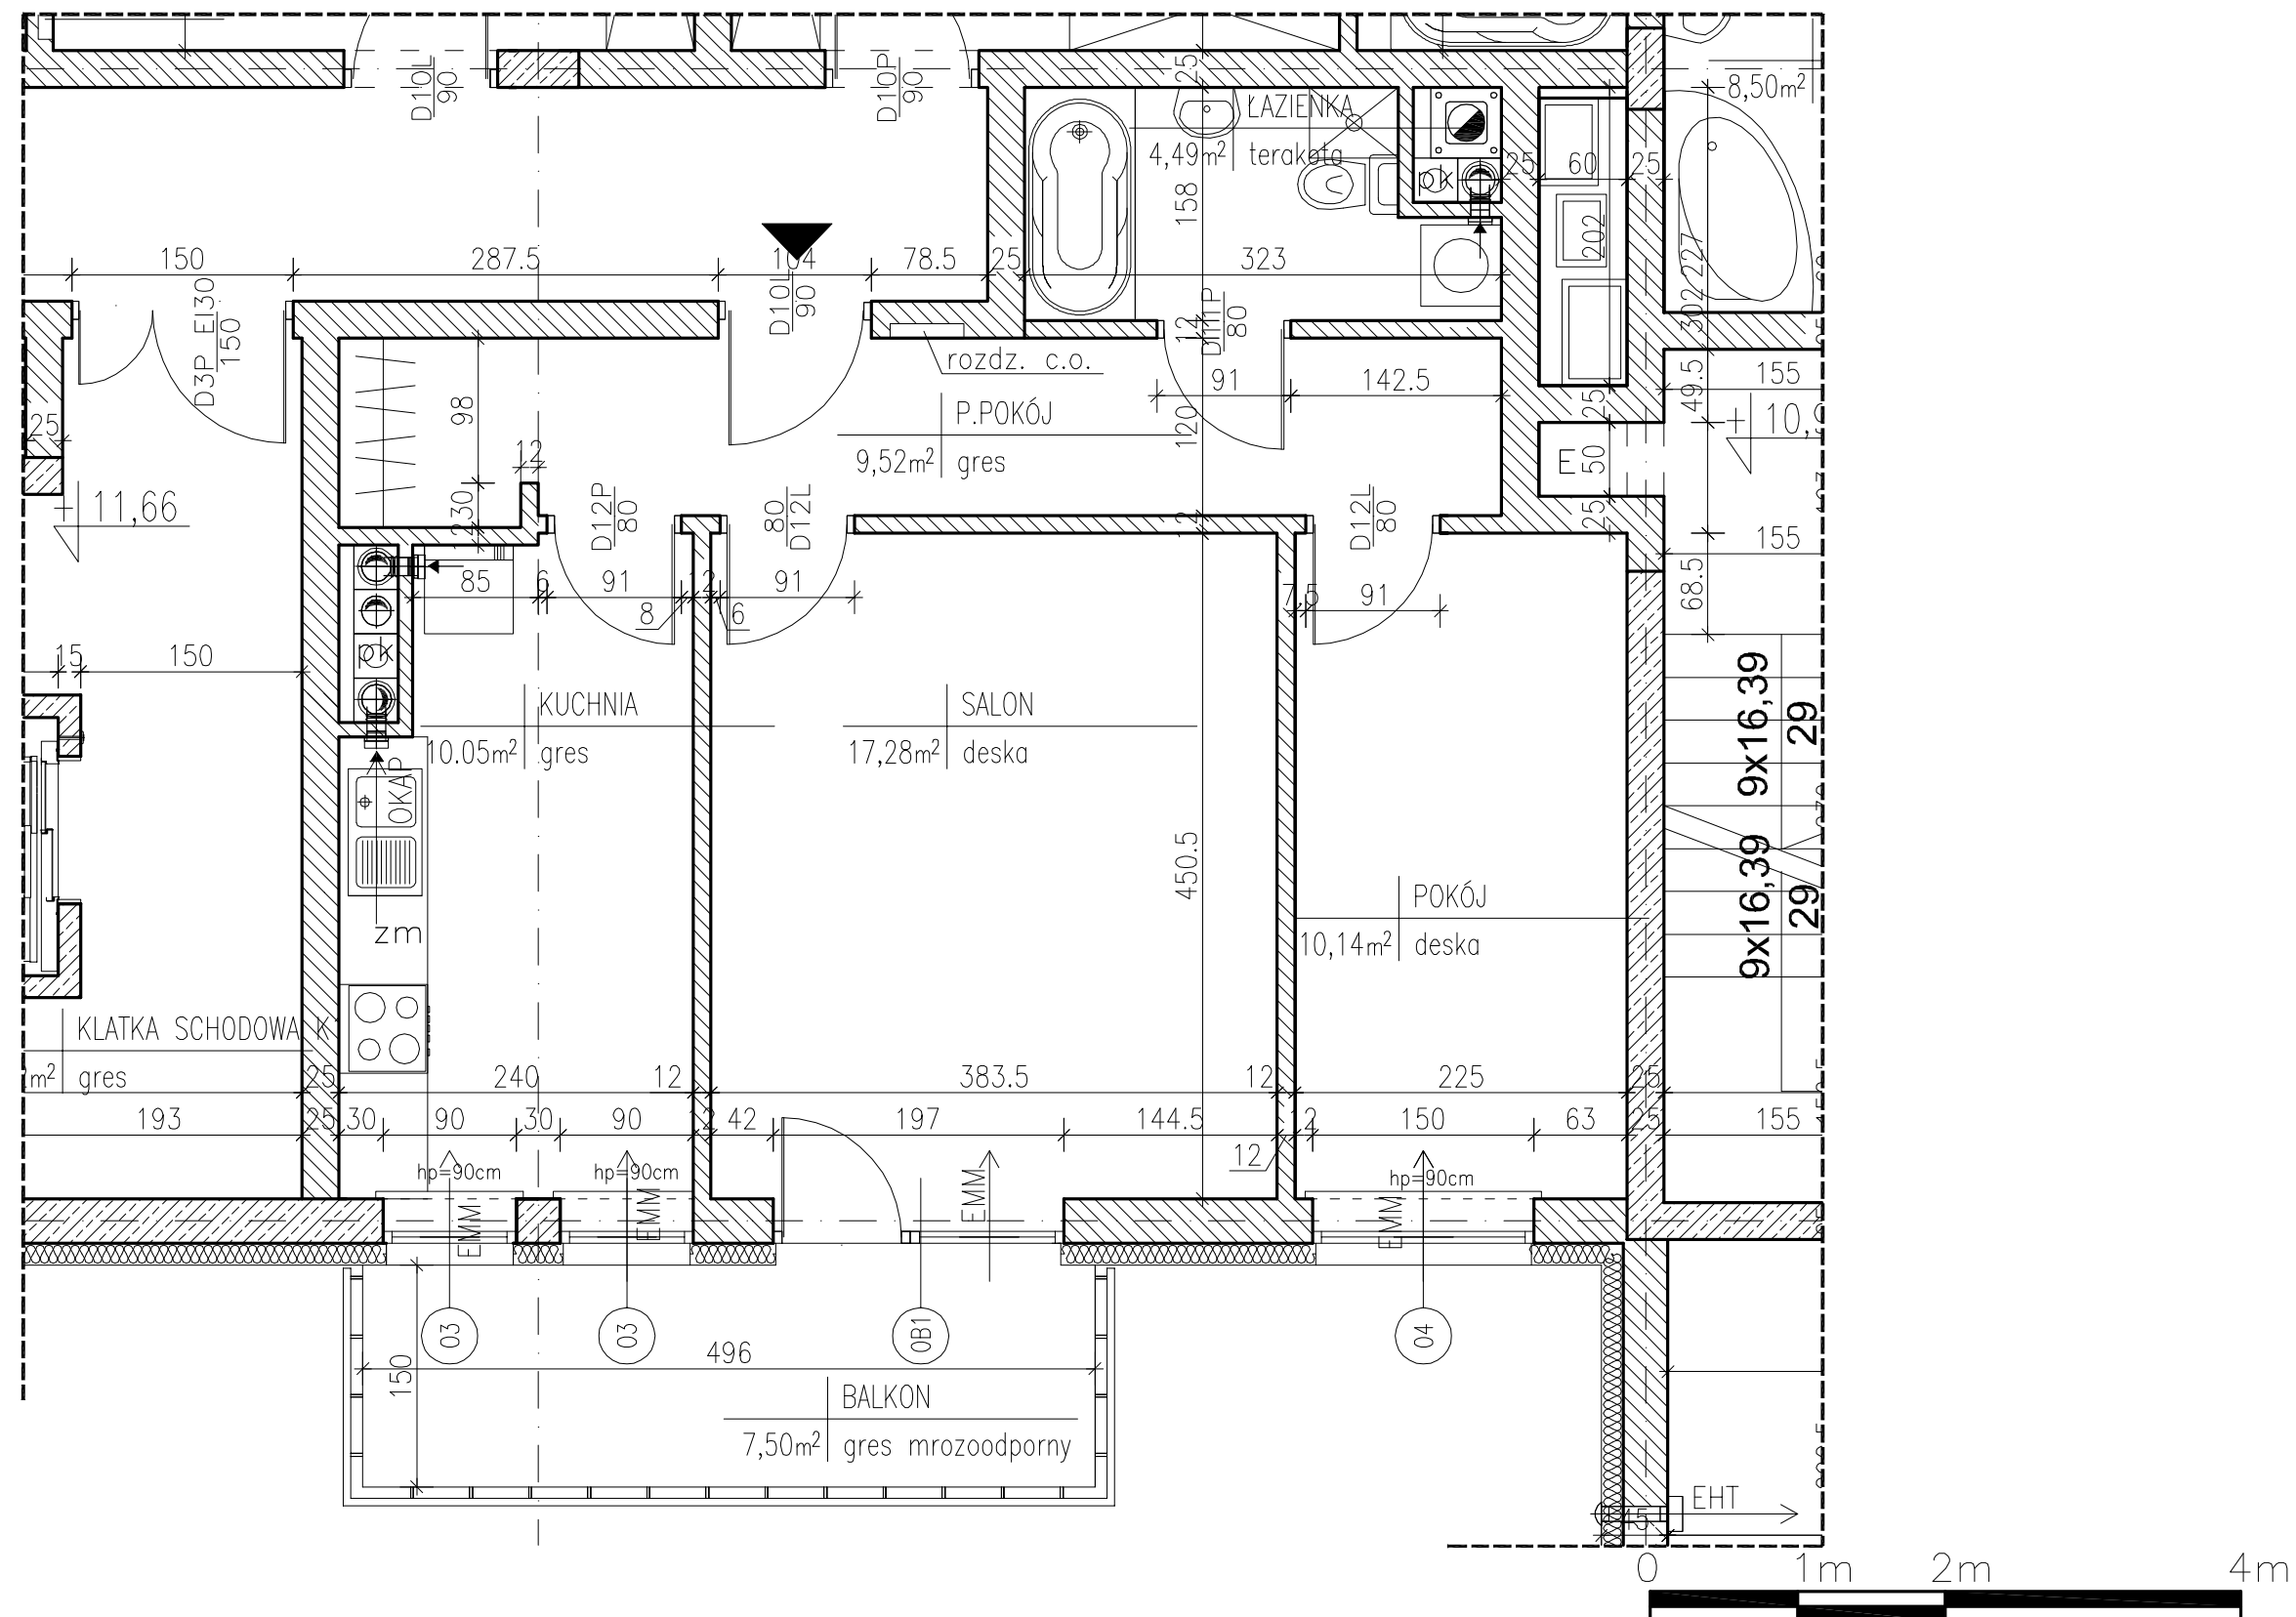 D10L
90
D10P
90
25
8,50m²
ŁAZIENKA
4,49m² terakota
pk
25 60 25
158
202
302/227
150 287.5 104 78.5 25 323
D3P EI30
150
D10L
90
D11P
80
12
rozdz. c.o.
91 142.5
155
49.5
25
98
120
P.POKÓJ
9,52m² gres
25
12
E
50
11,66
30
12
D12P
80
80
D12L
D12L
80
25
155
85 6 91 12 91
8
6
7,5 91
68.5
15 150
pk
KUCHNIA
10.05m² gres
SALON
17,28m² deska
OKAP
9x16,39
29
9x16,39
29
450.5
POKÓJ
10,14m² deska
zm
KLATKA SCHODOWA K
m² gres
25 240 12 383.5 12 225 25
193 25 30 90 30 90 42 197 144.5 2 150 63 25 155
12
hp=90cm
hp=90cm
hp=90cm
EMM
EMM
EMM
EMM
03
03
0B1
04
496
150
BALKON
7,50m² gres mrozoodporny
EHT
45
0 1m 2m 4m